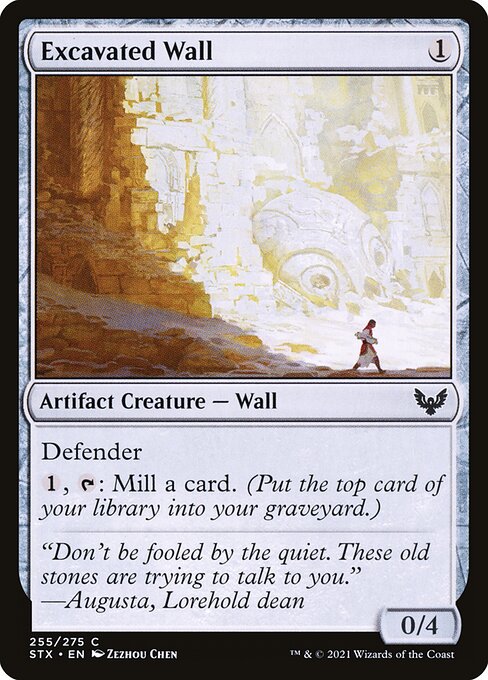 Excavated Wall 1
Artifact Creature — Wall
Defender
1, : Mill a card. (Put the top card of
your library into your graveyard.)
“Don’t be fooled by the quiet. These old
stones are trying to talk to you.”
—Augusta, Lorehold dean
0/4
255/275 C
STX • EN Zezhou Chen
™ & © 2021 Wizards of the Coast